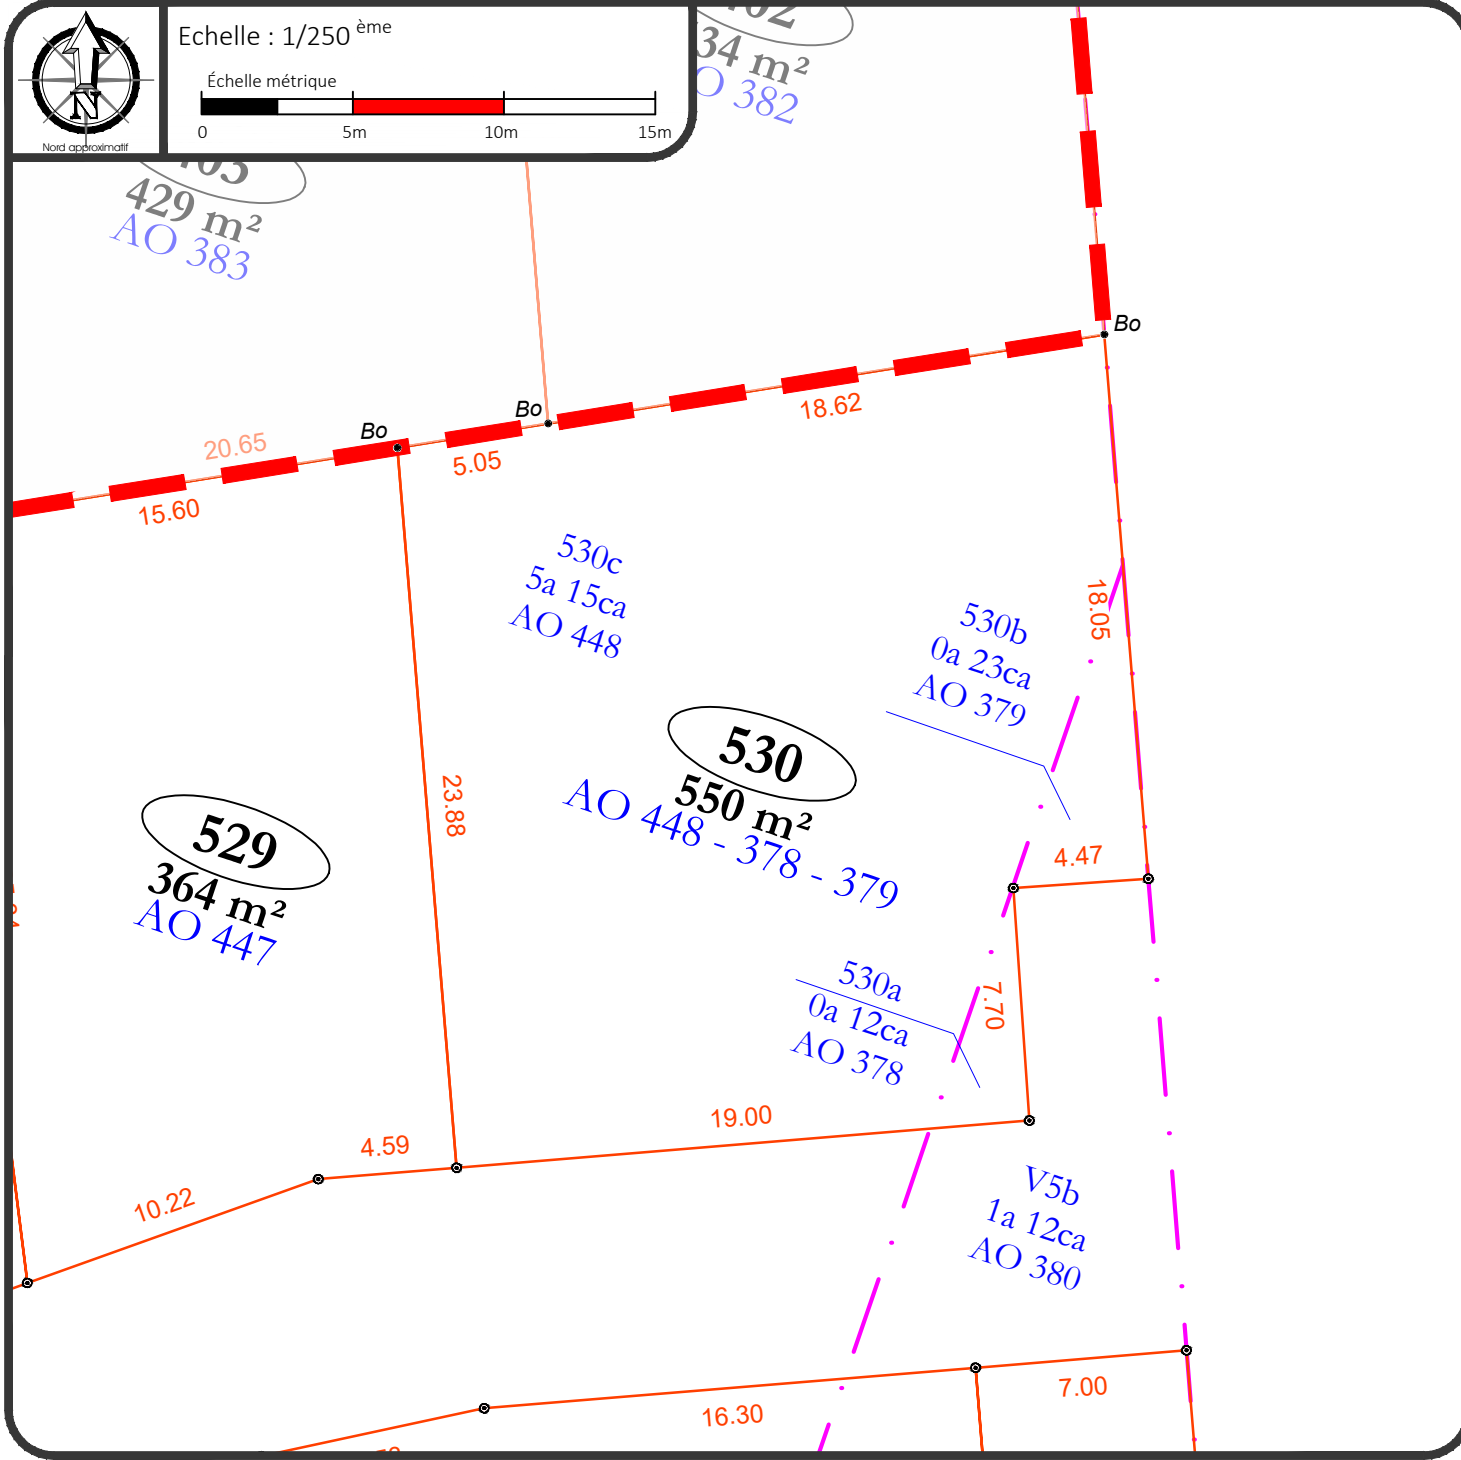 Echelle : 1/250 ème
Échelle métrique
0 5m 10m 15m
N
Nord approximatif
34 m²
O 382
429 m²
AO 383
Bo
Bo
Bo
20.65
15.60
5.05
18.62
530c
5a 15ca
AO 448
18.05
530b
0a 23ca
AO 379
530
550 m²
AO 448 - 378 - 379
23.88
529
364 m²
AO 447
4.47
530a
0a 12ca
AO 378
7.70
19.00
4.59
10.22
V5b
1a 12ca
AO 380
7.00
16.30